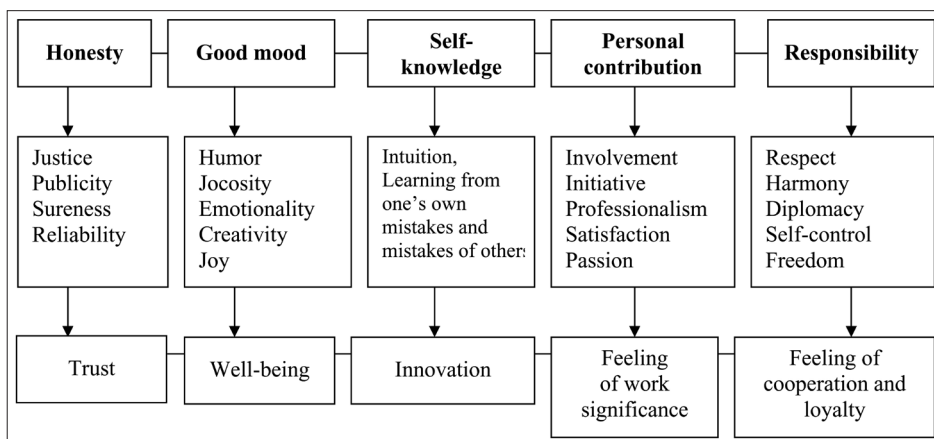 Honesty
Good mood
Self-
knowledge
Personal
contribution
Responsibility
Justice
Publicity
Sureness
Reliability
Humor
Jocosity
Emotionality
Creativity
Joy
Intuition,
Learning from
one's own
mistakes and
mistakes of others
Involvement
Initiative
Professionalism
Satisfaction
Passion
Respect
Harmony
Diplomacy
Self-control
Freedom
Trust
Well-being
Innovation
Feeling
of work
significance
Feeling of
cooperation and
loyalty